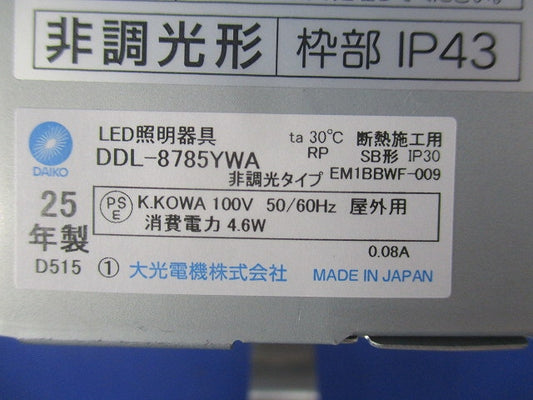 非調光形 枠部 IP43
DAIKO
LED照明器具 ta 30℃ 断熱施工用
DDL-8785YWA RP SB形 IP30
非調光タイプ EM1BBWF-009
25年製
PSE K.KOWA 100V 50/60Hz 屋外用
消費電力 4.6W
0.08A
D515 ① 大光電機株式会社 MADE IN JAPAN